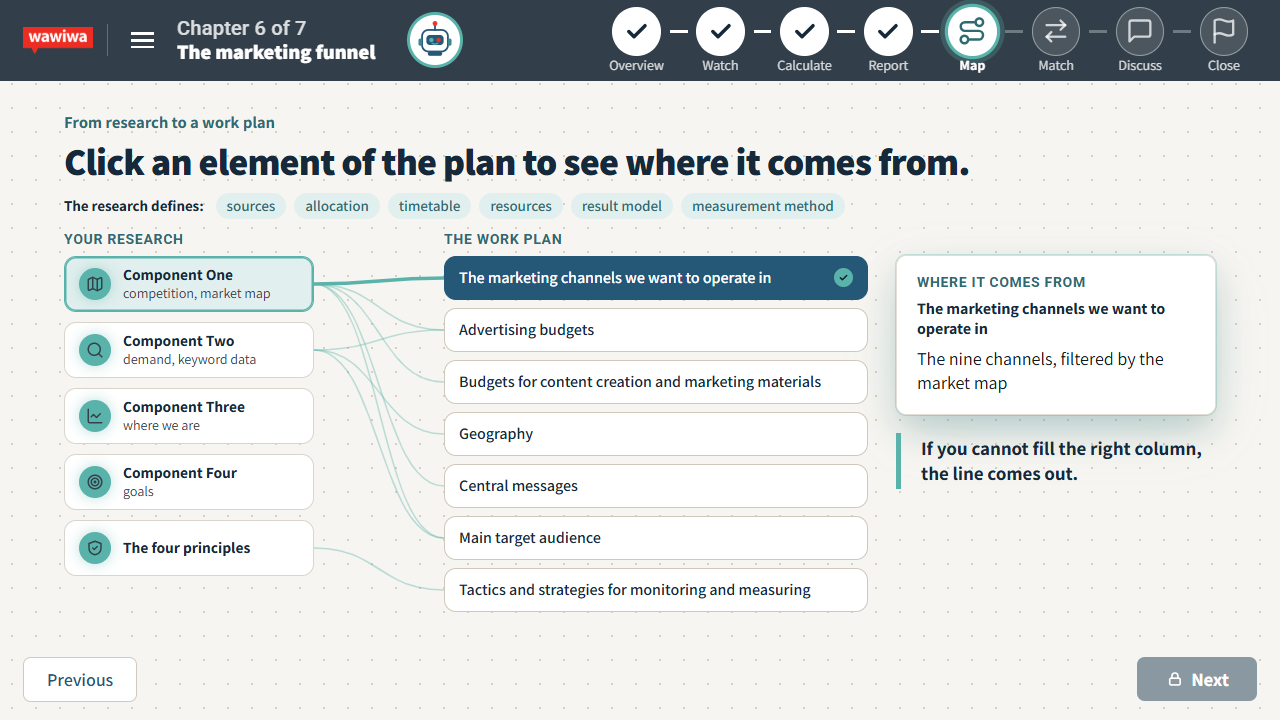 wawiwa
Chapter 6 of 7
The marketing funnel
Overview
Watch
Calculate
Report
Map
Match
Discuss
Close
From research to a work plan
Click an element of the plan to see where it comes from.
The research defines: sources allocation timetable resources result model measurement method
YOUR RESEARCH
Component One
competition, market map
Component Two
demand, keyword data
Component Three
where we are
Component Four
goals
The four principles
THE WORK PLAN
The marketing channels we want to operate in
Advertising budgets
Budgets for content creation and marketing materials
Geography
Central messages
Main target audience
Tactics and strategies for monitoring and measuring
WHERE IT COMES FROM
The marketing channels we want to
operate in
The nine channels, filtered by the
market map
If you cannot fill the right column,
the line comes out.
Previous
Next